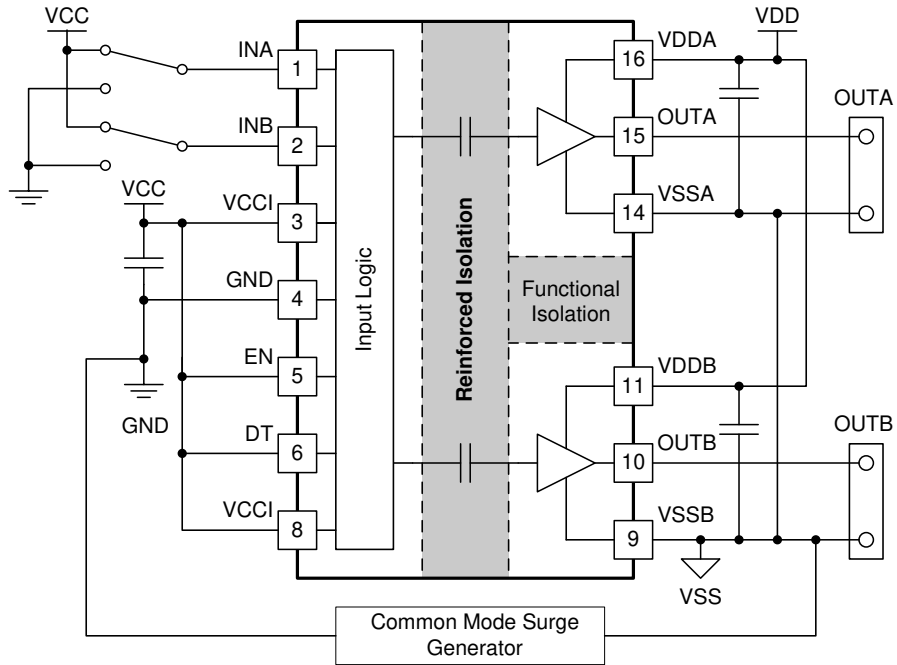 VCC
INA
1
INB
2
VCC
VCCI
3
GND
4
EN
5
GND
DT
6
VCCI
8
Input Logic
Reinforced Isolation
Functional
Isolation
VDDA
16
VDD
OUTA
15
OUTA
VSSA
14
VDDB
11
OUTB
10
OUTB
VSSB
9
VSS
Common Mode Surge
Generator